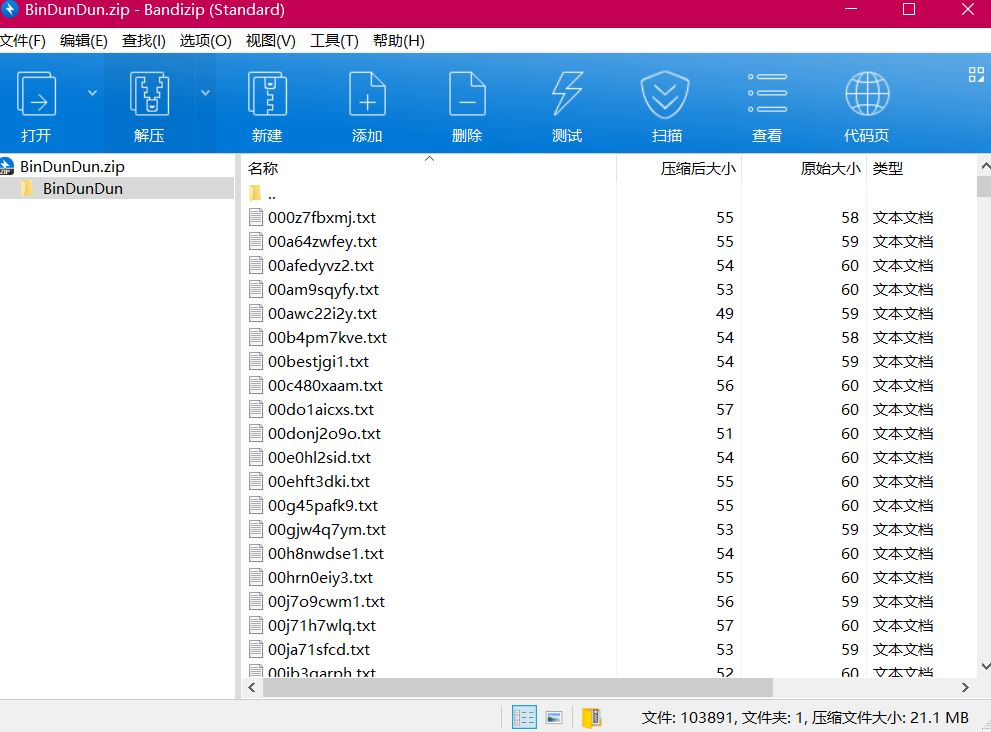 BinDunDun.zip - Bandizip (Standard)
文件(F) 编辑(E) 查找(I) 选项(O) 视图(V) 工具(T) 帮助(H)
打开 解压 新建 添加 删除 测试 扫描 查看 代码页
BinDunDun.zip
BinDunDun
名称 压缩后大小 原始大小 类型
..
000z7fbxmj.txt 55 58 文本文档
00a64zwfey.txt 55 59 文本文档
00afedyvz2.txt 54 60 文本文档
00am9sqyfy.txt 53 60 文本文档
00awc22i2y.txt 49 59 文本文档
00b4pm7kve.txt 54 58 文本文档
00bestjgi1.txt 54 59 文本文档
00c480xaam.txt 56 60 文本文档
00do1aicxs.txt 57 60 文本文档
00donj2o9o.txt 51 60 文本文档
00e0hl2sid.txt 54 60 文本文档
00ehft3dki.txt 55 60 文本文档
00g45pafk9.txt 55 60 文本文档
00gjw4q7ym.txt 53 59 文本文档
00h8nwdse1.txt 54 60 文本文档
00hrn0eiy3.txt 55 60 文本文档
00j7o9cwm1.txt 56 59 文本文档
00j71h7wlq.txt 57 60 文本文档
00ja71sfcd.txt 53 59 文本文档
52 60 文本文档
文件: 103891, 文件夹: 1, 压缩文件大小: 21.1 MB